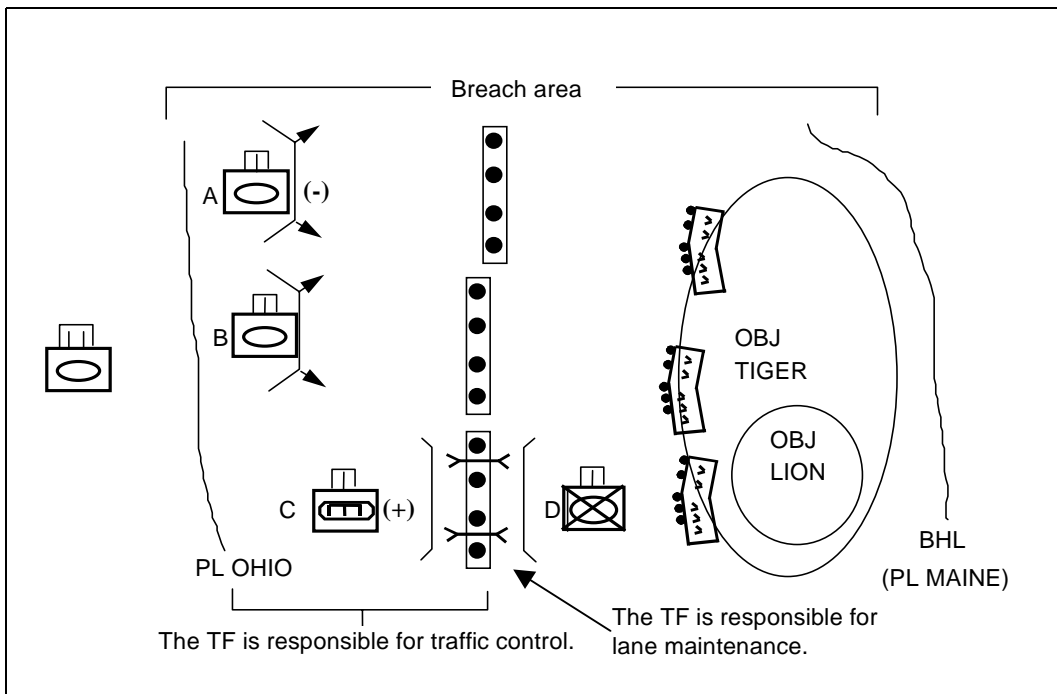 Breach area
A
(-)
B
OBJ
TIGER
OBJ
LION
C
(+)
D
PL OHIO
BHL
(PL MAINE)
The TF is responsible for traffic control.
The TF is responsible for
lane maintenance.